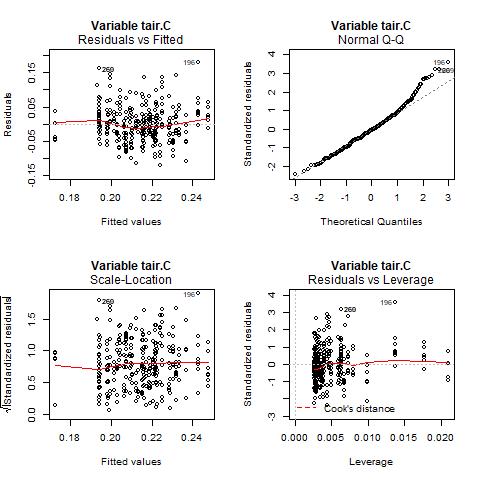 Variable tair.C
Residuals vs Fitted
Residuals
-0.15
-0.05
0.05
0.15
196
0.18
0.20
0.22
0.24
Fitted values
Variable tair.C
Normal Q-Q
Standardized residuals
-2
-1
0
1
2
3
4
196
-3
-2
-1
0
1
2
3
Theoretical Quantiles
Variable tair.C
Scale-Location
√|Standardized residuals|
0.0
0.5
1.0
1.5
196
0.18
0.20
0.22
0.24
Fitted values
Variable tair.C
Residuals vs Leverage
Standardized residuals
-3
-1
0
1
2
3
4
196
Cook's distance
0.000
0.005
0.010
0.015
0.020
Leverage